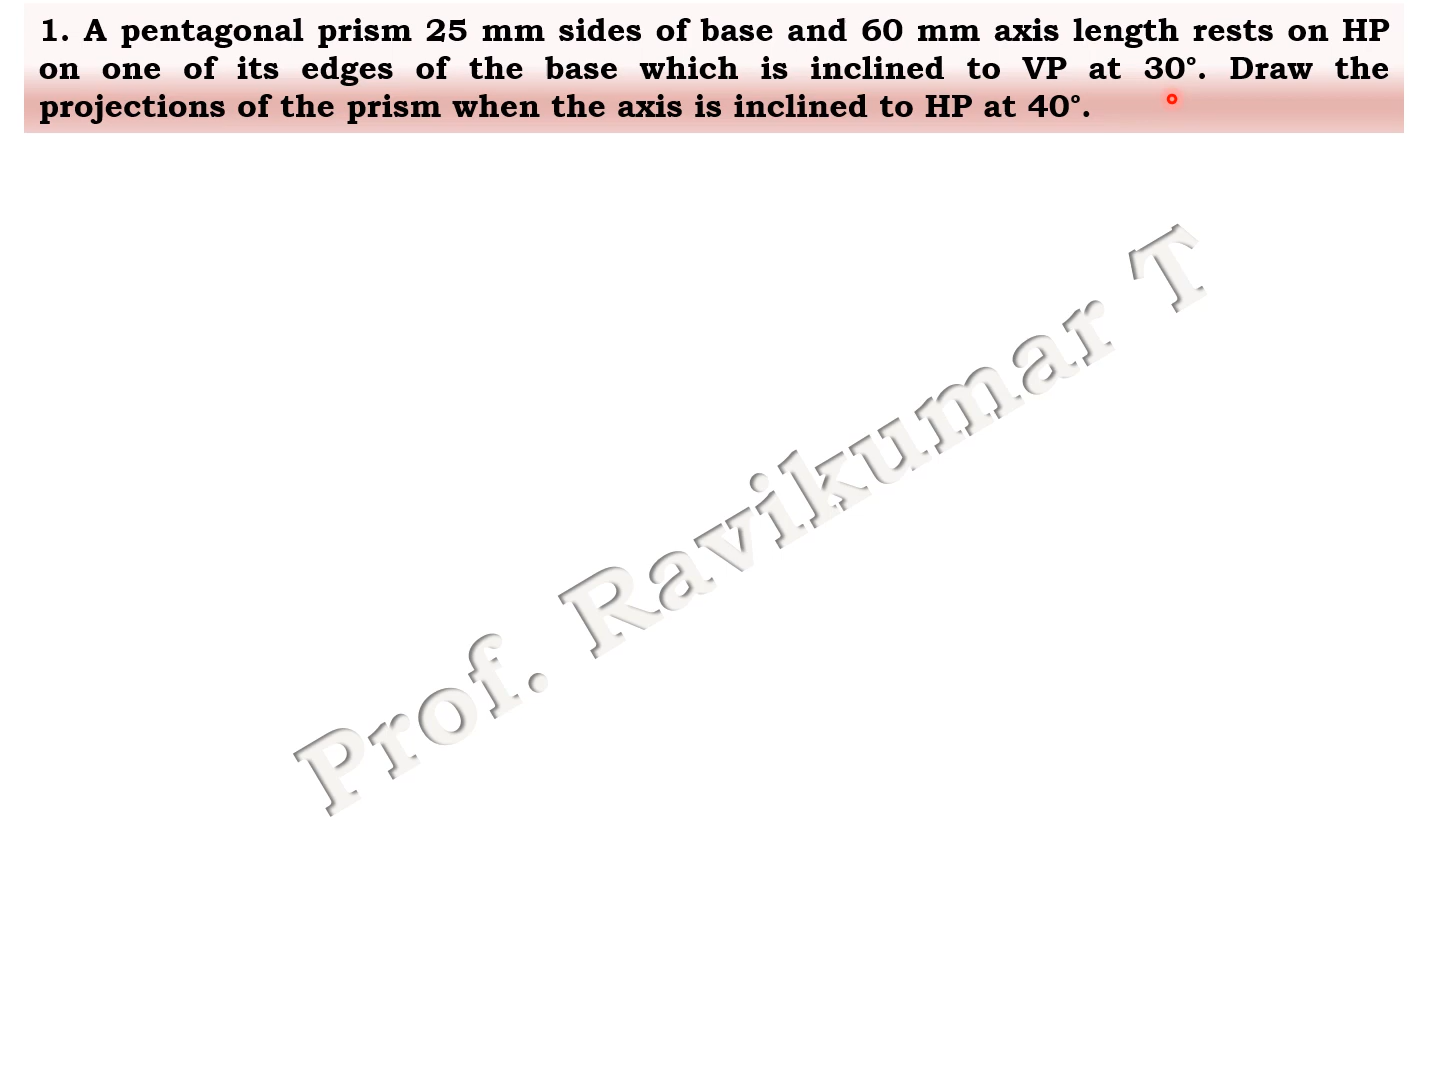 1. A pentagonal prism 25 mm sides of base and 60 mm axis length rests on HP
on one of its edges of the base which is inclined to VP at 30°. Draw the
projections of the prism when the axis is inclined to HP at 40°.
Prof. Ravikumar T